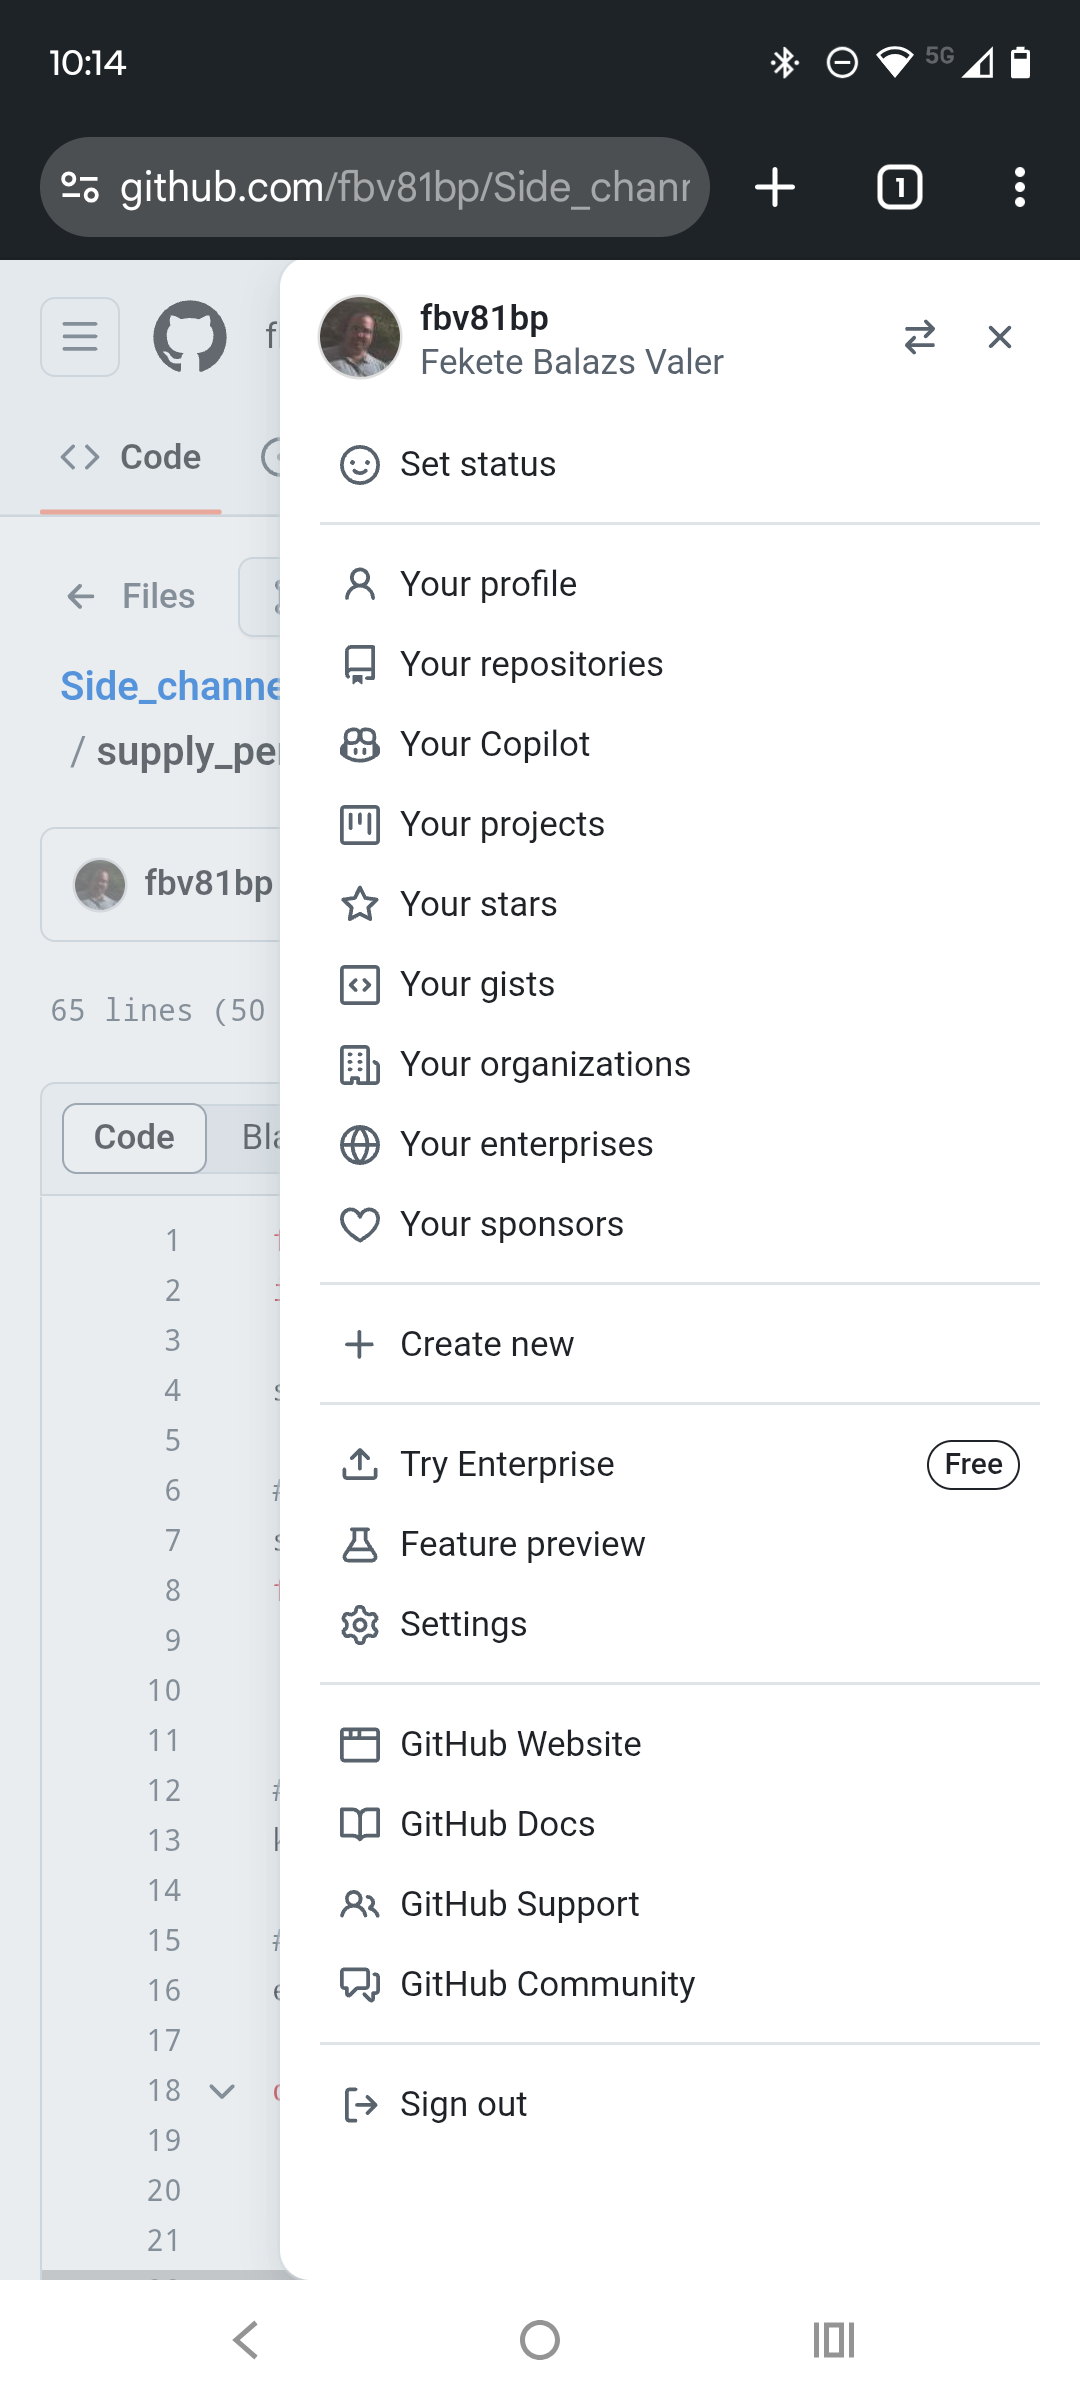 10:14
5G
github.com/fbv81bp/Side_chanr
1
fbv81bp
Fekete Balazs Valer
Code
Set status
Files
Your profile
Side_channe
Your repositories
/ supply_pe
Your Copilot
Your projects
fbv81bp
Your stars
65 lines (50
Your gists
Your organizations
Code Bla
Your enterprises
Your sponsors
1
2
3
Create new
4 s
5
6 #
Try Enterprise Free
7 s
8
Feature preview
9
Settings
10
11
GitHub Website
12 #
13 k
GitHub Docs
14
15 #
GitHub Support
16 e
GitHub Community
17
18
Sign out
19
20
21